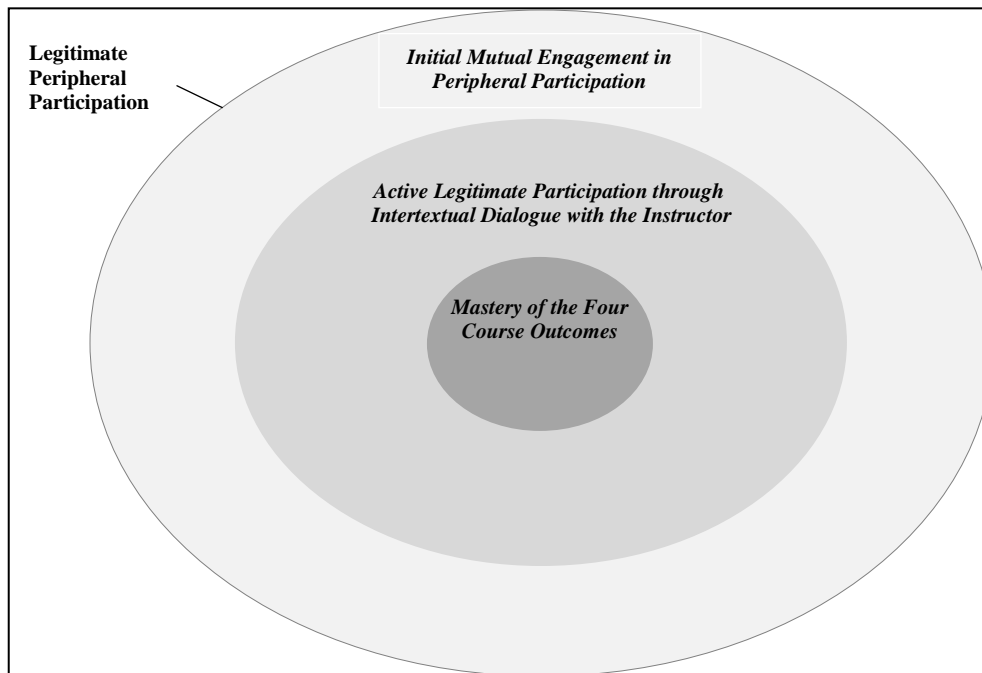 Legitimate
Peripheral
Participation
Initial Mutual Engagement in
Peripheral Participation
Active Legitimate Participation through
Intertextual Dialogue with the Instructor
Mastery of the Four
Course Outcomes